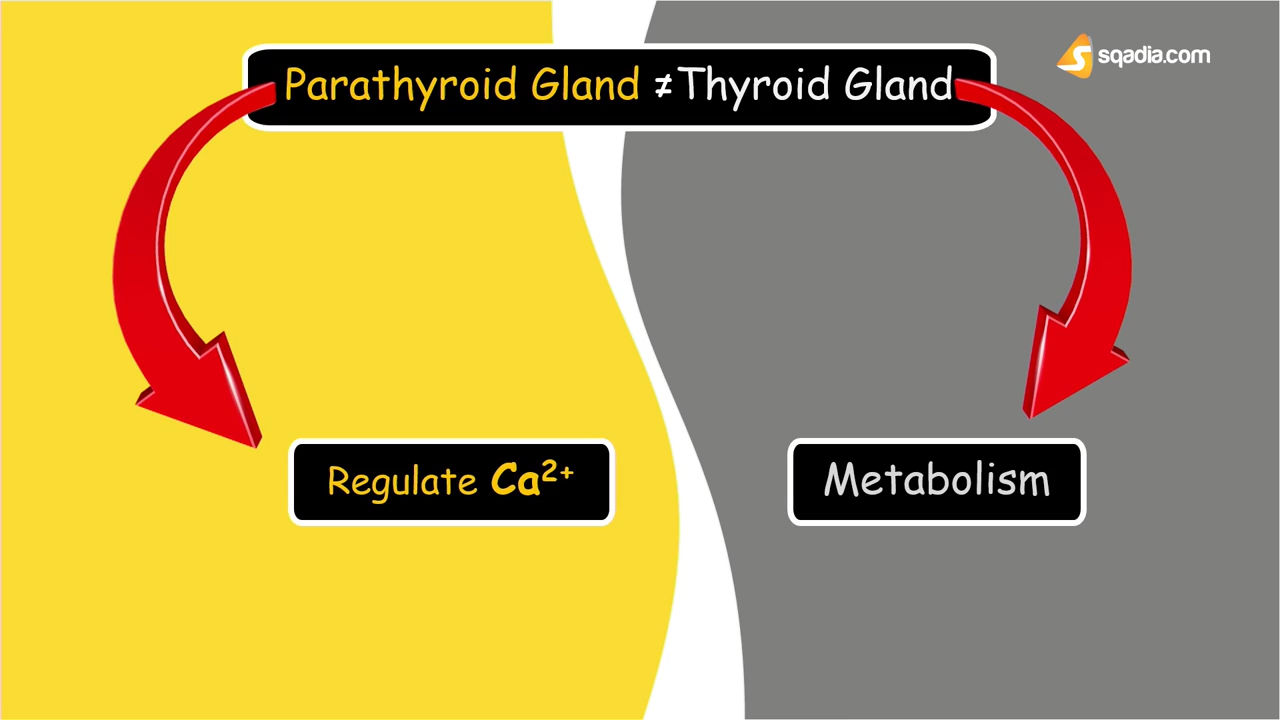 sqadia.com
Parathyroid Gland ≠Thyroid Gland
Regulate Ca²⁺
Metabolism